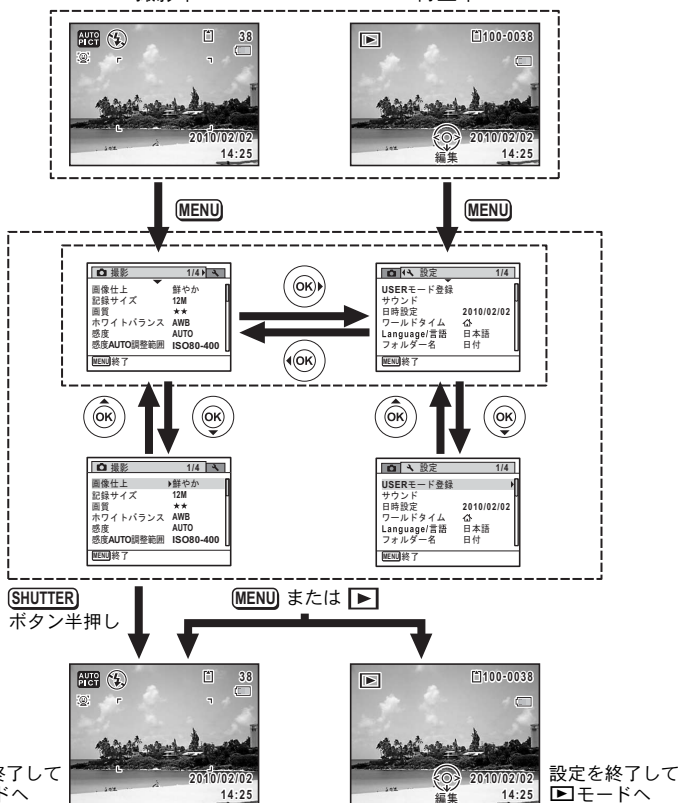 AUTO PICT 38
2010/02/02
14:25
100-0038
編集 2010/02/02
14:25
MENU
MENU
撮影 1/4
画像仕上 鮮やか
記録サイズ 12M
画質 ★★
ホワイトバランス AWB
感度 AUTO
感度AUTO調整範囲 ISO80-400
MENU 終了
OK
OK
設定 1/4
USERモード登録
サウンド
日時設定 2010/02/02
ワールドタイム
Language/言語 日本語
フォルダー名 日付
MENU 終了
OK
OK
OK
OK
撮影 1/4
画像仕上 鮮やか
記録サイズ 12M
画質 ★★
ホワイトバランス AWB
感度 AUTO
感度AUTO調整範囲 ISO80-400
MENU 終了
設定 1/4
USERモード登録
サウンド
日時設定 2010/02/02
ワールドタイム
Language/言語 日本語
フォルダー名 日付
MENU 終了
SHUTTER
ボタン半押し
MENU または
AUTO PICT 38
2010/02/02
14:25
100-0038
編集 2010/02/02
14:25
終了して
ドへ
設定を終了して
モードへ